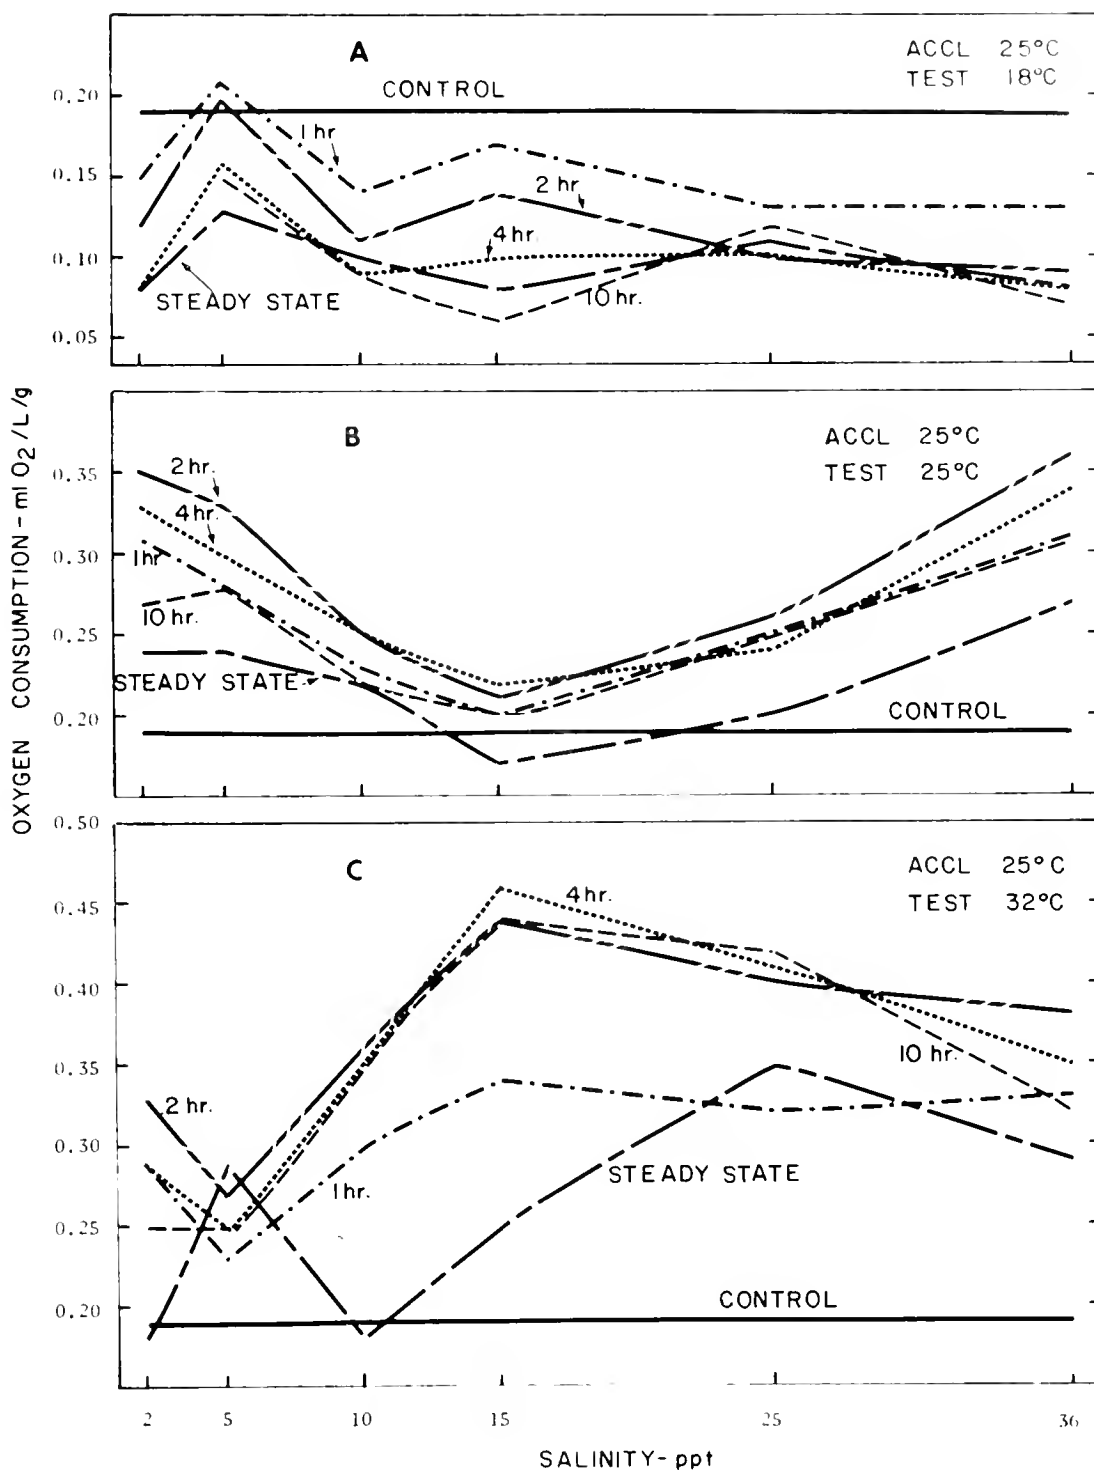 A
ACCL 25°C
TEST 18°C
0.20
CONTROL
1 hr
0.15
2 hr.
4 hr.
0.10
STEADY STATE
10 hr.
0.05
B
ACCL 25°C
TEST 25°C
0.35
2 hr.
4 hr.
0.30
1 hr
10 hr.
0.25
STEADY STATE
0.20
CONTROL
OXYGEN CONSUMPTION - ml O2/L/g
0.50
C
ACCL 25°C
TEST 32°C
4 hr.
0.45
0.40
10 hr.
0.35
2 hr.
0.30
STEADY STATE
1 hr.
0.25
0.20
CONTROL
2 5 10 15 25 36
SALINITY - ppt